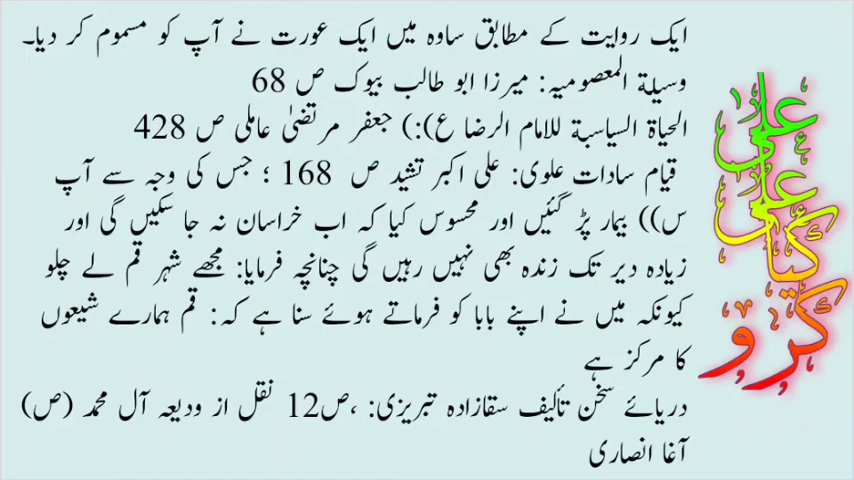 ایک روایت کے مطابق ساوہ میں ایک عورت نے آپ کو مسموم کر دیا۔
وسیلة المعصومیہ: میرزا ابو طالب بیوک ص 68
الحیاة السیاسیة للامام الرضا ع):) جعفر مرتضیٰ عاملی ص 428
قیام سادات علوی: علی اکبر تشید ص 168 ؛ جس کی وجہ سے آپ
س)) بیمار پڑ گئیں اور محسوس کیا کہ اب خراسان نہ جا سکیں گی اور
زیادہ دیر تک زندہ بھی نہیں رہیں گی چنانچہ فرمایا: مجھے شہر قم لے چلو
کیونکہ میں نے اپنے بابا کو فرماتے ہوئے سنا ہے کہ: قم ہمارے شیعوں
کا مرکز ہے
دریائے سخن تألیف سقازادہ تبریزی: ،ص12 نقل از ودیعہ آل محمد (ص)
آغا انصاری
علی
علی
کیا
کرو